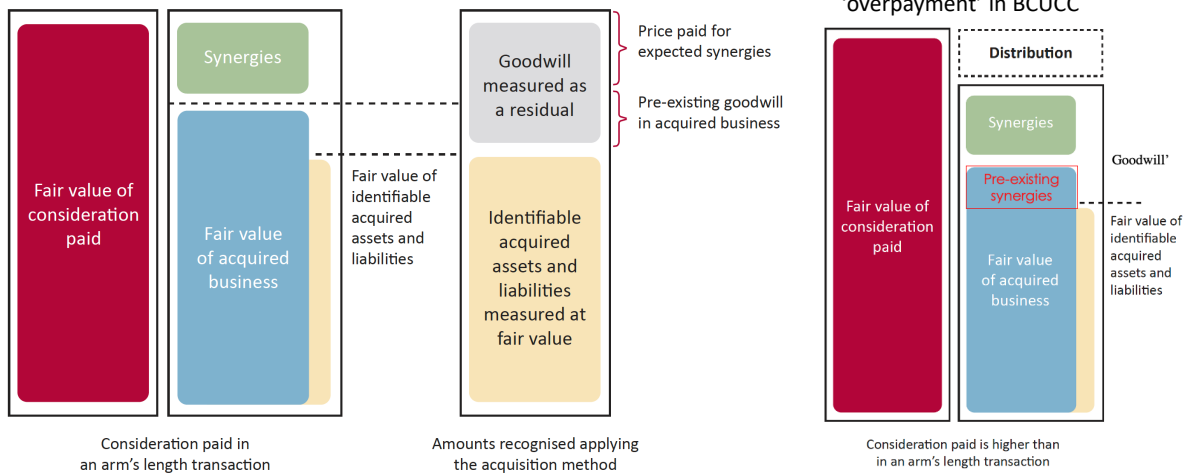 Fair value of
consideration
paid
Synergies
Fair value
of acquired
business
Fair value of
identifiable
acquired
assets and
liabilities
Consideration paid in
an arm’s length transaction
Goodwill
measured as
a residual
Identifiable
acquired
assets and
liabilities
measured at
fair value
Price paid for
expected synergies
Pre-existing goodwill
in acquired business
Amounts recognised applying
the acquisition method
‘overpayment’ in BCUCC
Fair value of
consideration
paid
Distribution
Synergies
Pre-existing
synergies
Fair value
of acquired
business
Goodwill’
Fair value of
identifiable
acquired
assets and
liabilities
Consideration paid is higher than
in an arm’s length transaction